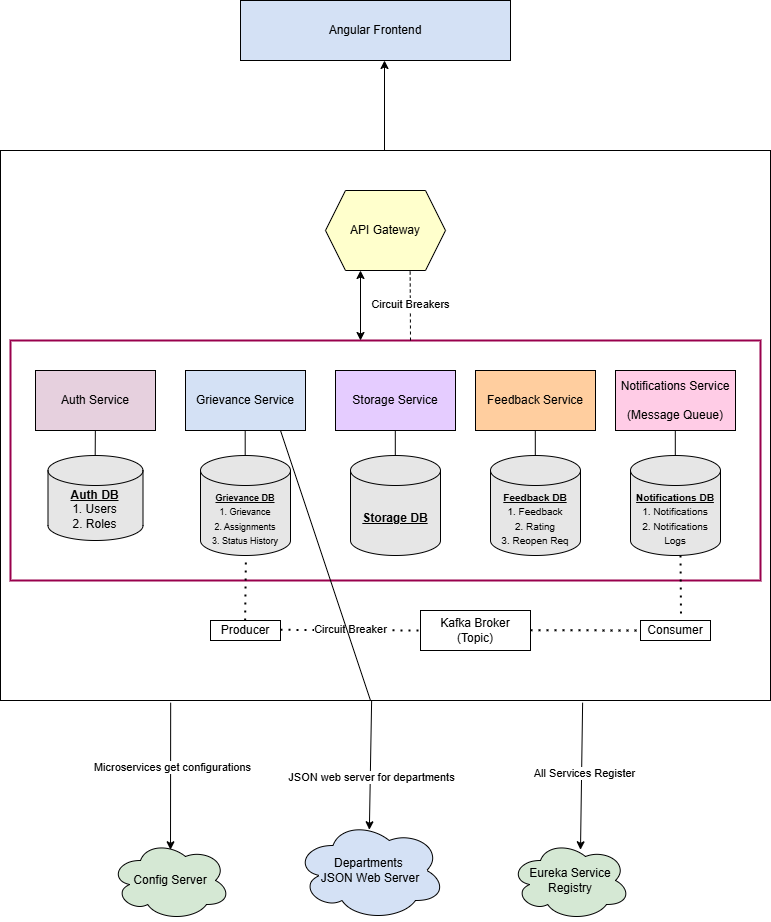 Angular Frontend
API Gateway
Circuit Breakers
Auth Service
Grievance Service
Storage Service
Feedback Service
Notifications Service
(Message Queue)
Auth DB
1. Users
2. Roles
Grievance DB
1. Grievance
2. Assignments
3. Status History
Storage DB
Feedback DB
1. Feedback
2. Rating
3. Reopen Req
Notifications DB
1. Notifications
2. Notifications
Logs
Producer
Circuit Breaker
Kafka Broker
(Topic)
Consumer
Microservices get configurations
JSON web server for departments
All Services Register
Config Server
Departments
JSON Web Server
Eureka Service
Registry